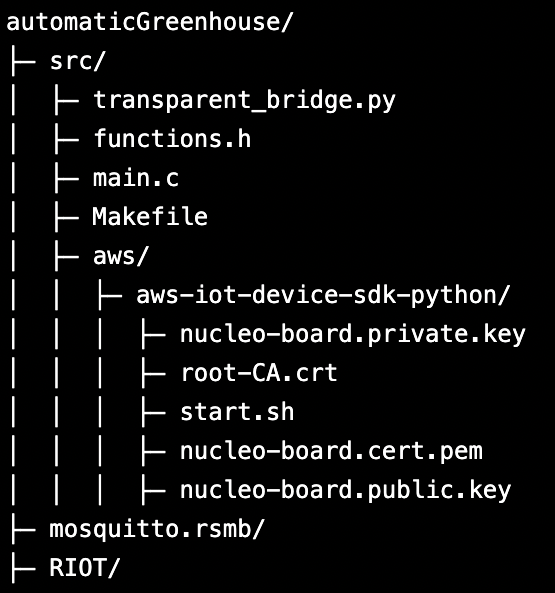 automaticGreenhouse/
├─ src/
│  ├─ transparent_bridge.py
│  ├─ functions.h
│  ├─ main.c
│  ├─ Makefile
│  ├─ aws/
│  │  ├─ aws-iot-device-sdk-python/
│  │  │  ├─ nucleo-board.private.key
│  │  │  ├─ root-CA.crt
│  │  │  ├─ start.sh
│  │  │  ├─ nucleo-board.cert.pem
│  │  │  ├─ nucleo-board.public.key
├─ mosquitto.rsmb/
├─ RIOT/